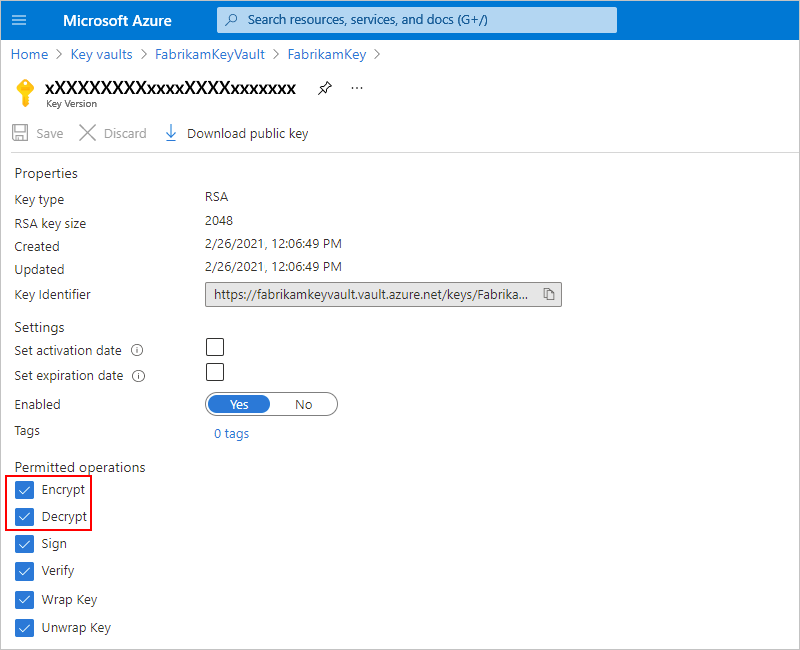 Microsoft Azure
Search resources, services, and docs (G+/)
Home > Key vaults > FabrikamKeyVault > FabrikamKey >
xXXXXXXXXxxxxXXXXxxxxxxx
...
Key Version
Save Discard Download public key
Properties
Key type RSA
RSA key size 2048
Created 2/26/2021, 12:06:49 PM
Updated 2/26/2021, 12:06:49 PM
Key Identifier https://fabrikamkeyvault.vault.azure.net/keys/Fabrika...
Settings
Set activation date
Set expiration date
Enabled Yes No
Tags 0 tags
Permitted operations
Encrypt
Decrypt
Sign
Verify
Wrap Key
Unwrap Key